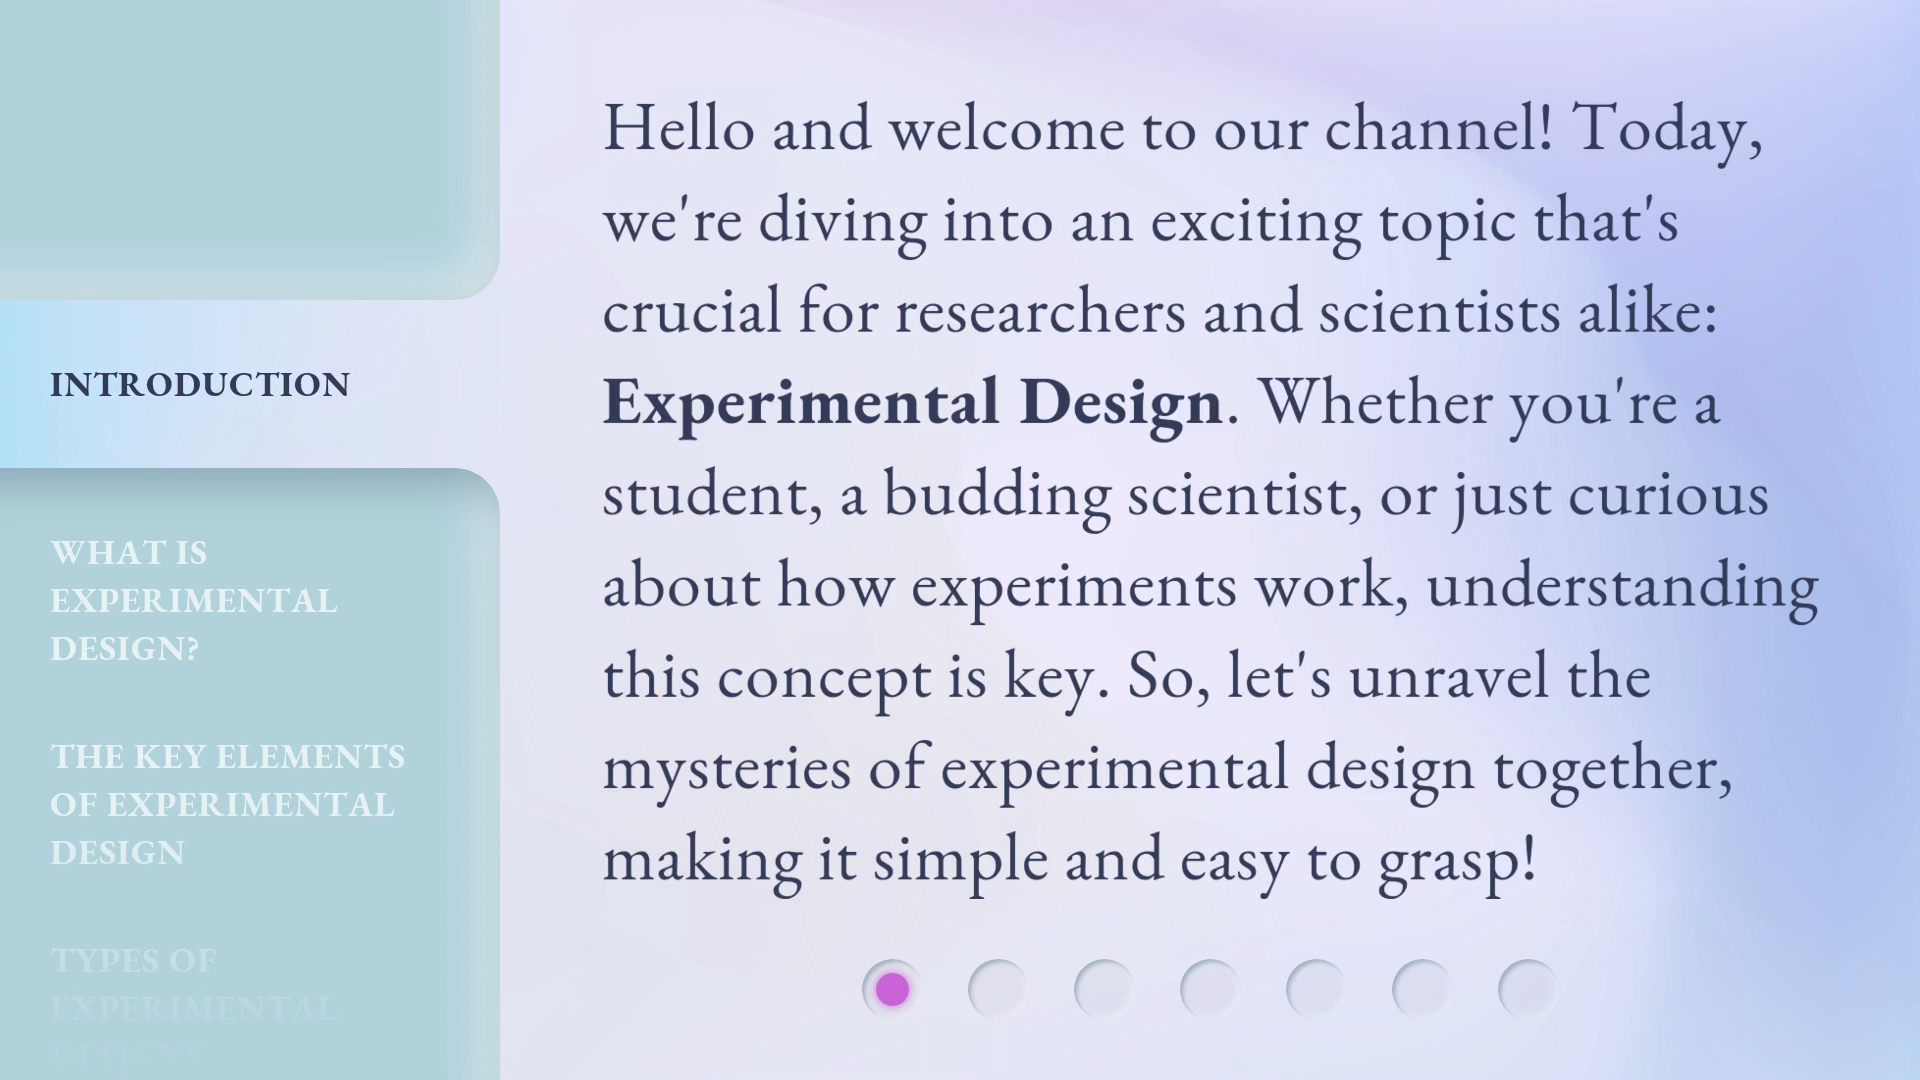 INTRODUCTION
WHAT IS
EXPERIMENTAL
DESIGN?
THE KEY ELEMENTS
OF EXPERIMENTAL
DESIGN
TYPES OF
EXPERIMENTAL
DESIGNS
Hello and welcome to our channel! Today,
we're diving into an exciting topic that's
crucial for researchers and scientists alike:
Experimental Design. Whether you're a
student, a budding scientist, or just curious
about how experiments work, understanding
this concept is key. So, let's unravel the
mysteries of experimental design together,
making it simple and easy to grasp!